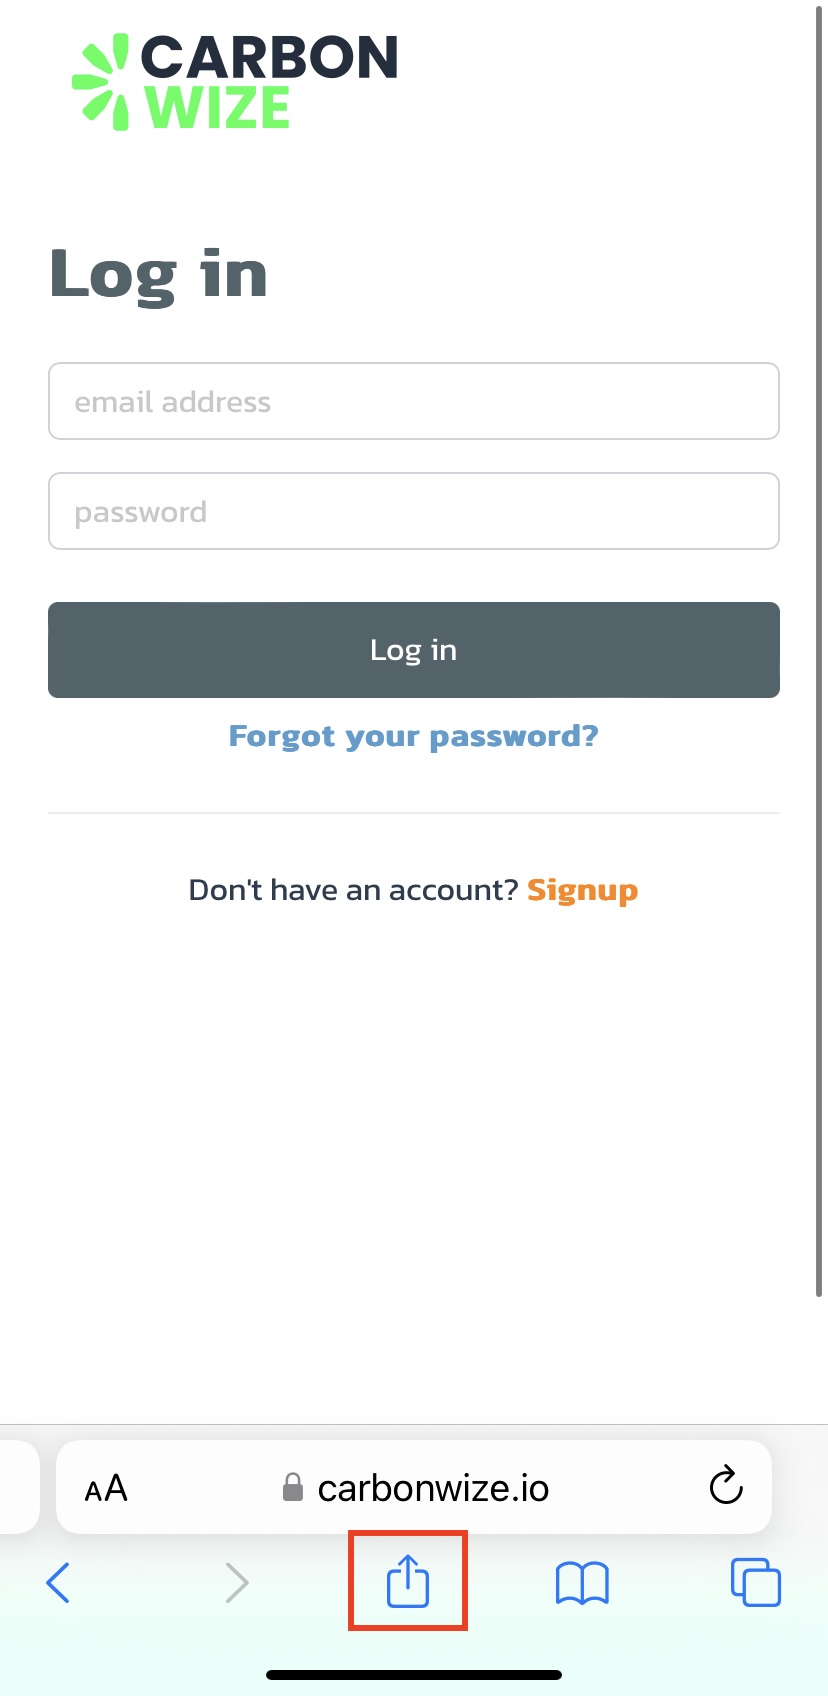 CARBON
WIZE
Log in
email address
password
Log in
Forgot your password?
Don't have an account? Signup
AA carbonwize.io